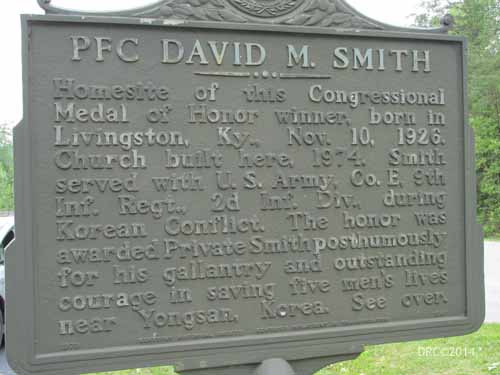 PFC DAVID M. SMITH
Homesite of this Congressional
Medal of Honor winner, born in
Livingston, Ky., Nov. 10, 1926.
Church built here, 1974. Smith
served with U.S. Army, Co. E, 9th
Inf. Regt., 2d Inf. Div., during
Korean Conflict. The honor was
awarded Private Smith posthumously
for his gallantry and outstanding
courage in saving five men's lives
near Yongsan, Korea. See over.
DRC©2014